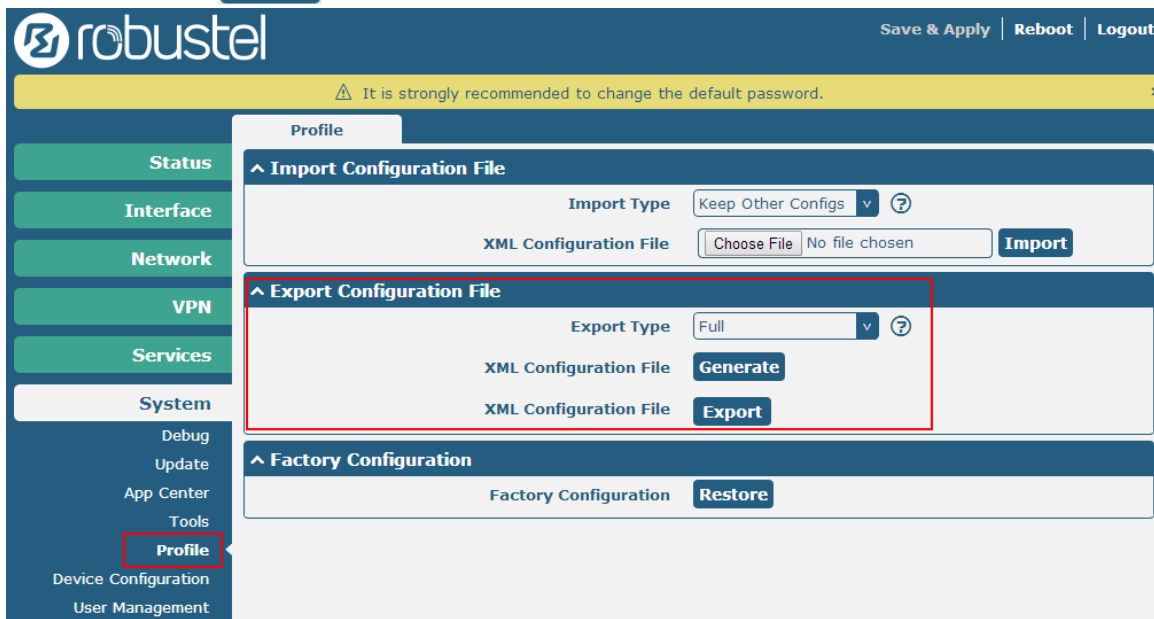 robustel
Save & Apply | Reboot | Logout
⚠ It is strongly recommended to change the default password.
Profile
Status
Interface
Network
VPN
Services
System
Debug
Update
App Center
Tools
Profile
Device Configuration
User Management
^ Import Configuration File
Import Type Keep Other Configs v ?
XML Configuration File Choose File No file chosen Import
^ Export Configuration File
Export Type Full v ?
XML Configuration File Generate
XML Configuration File Export
^ Factory Configuration
Factory Configuration Restore